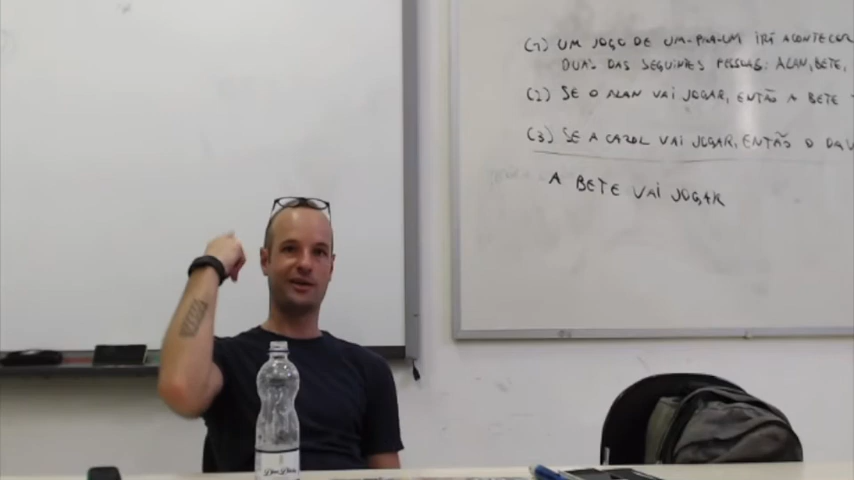 (1) UM JOGO DE UM-PRA-UM IRÁ ACONTECER
DUAS DAS SEGUINTES PESSOAS: ALAN, BETE,
(2) SE O ALAN VAI JOGAR, ENTÃO A BETE
(3) SE A CAROL VAI JOGAR, ENTÃO O DAV
A BETE VAI JOGAR